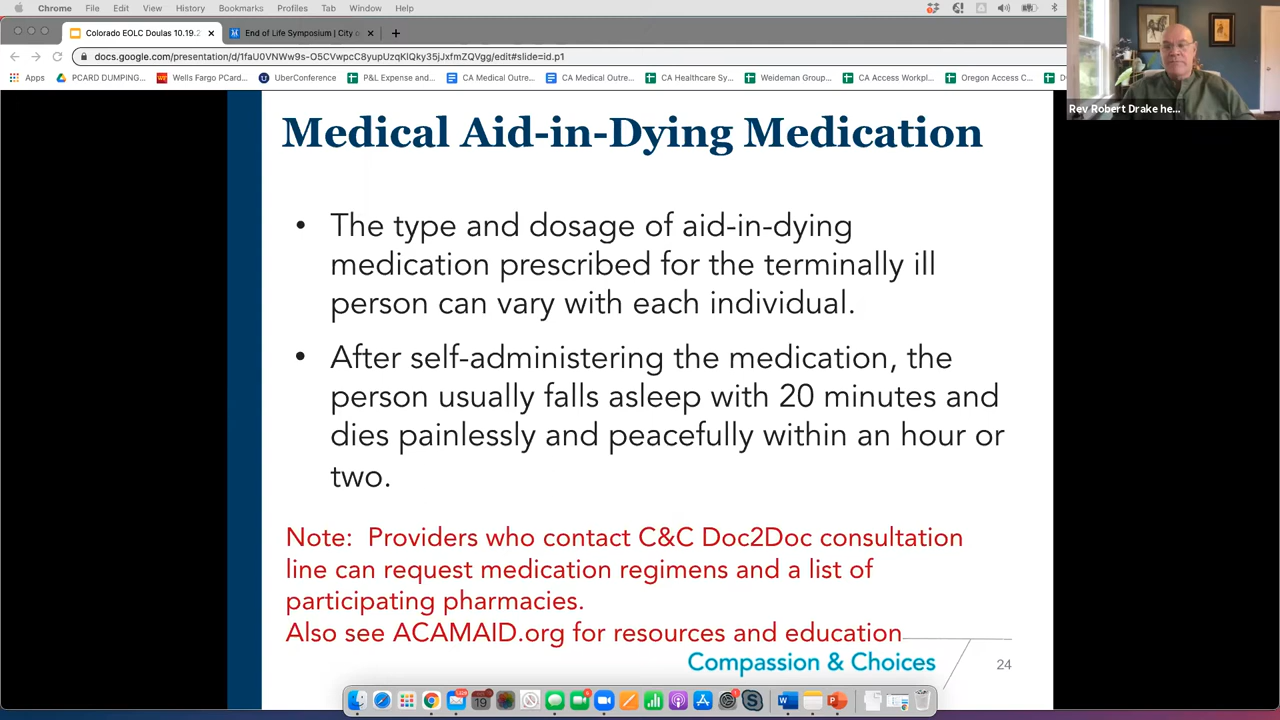 Chrome File Edit View History Bookmarks Profiles Tab Window Help
Colorado EOLC Doulas 10.19.2
End of Life Symposium | City o
docs.google.com/presentation/d/1faU0VNWw9s-O5CVwpcC8yupUzqKlQky35jJxfmZQVgg/edit#slide=id.p1
Apps PCARD DUMPING... Wells Fargo PCard... UberConference P&L Expense and... CA Medical Outre... CA Medical Outre... CA Healthcare Sy... Weideman Group... CA Access Workpl... Oregon Access C...
Rev Robert Drake he...
Medical Aid-in-Dying Medication
• The type and dosage of aid-in-dying
medication prescribed for the terminally ill
person can vary with each individual.
• After self-administering the medication, the
person usually falls asleep with 20 minutes and
dies painlessly and peacefully within an hour or
two.
Note: Providers who contact C&C Doc2Doc consultation
line can request medication regimens and a list of
participating pharmacies.
Also see ACAMAID.org for resources and education
Compassion & Choices
24
19